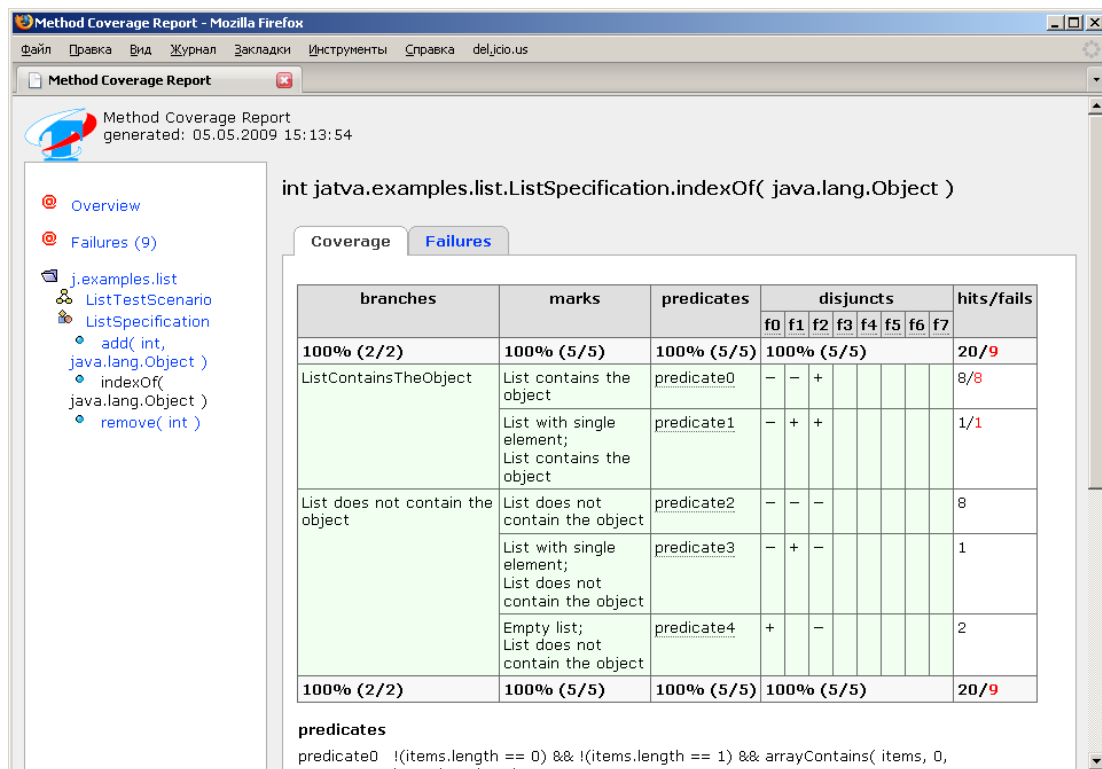 Method Coverage Report - Mozilla Firefox
Файл Правка Вид Журнал Закладки Инструменты Справка del.icio.us
Method Coverage Report
Method Coverage Report
generated: 05.05.2009 15:13:54
Overview
Failures (9)
j.examples.list
ListTestScenario
ListSpecification
add( int,
java.lang.Object )
indexOf(
java.lang.Object )
remove( int )
int jatva.examples.list.ListSpecification.indexOf( java.lang.Object )
Coverage Failures
branches marks predicates disjuncts hits/fails
f0 f1 f2 f3 f4 f5 f6 f7
100% (2/2) 100% (5/5) 100% (5/5) 100% (5/5) 20/9
ListContainsTheObject List contains the predicate0 − − + 8/8
object
List with single predicate1 − + + 1/1
element;
List contains the
object
List does not contain the List does not predicate2 − − − 8
object contain the object
List with single predicate3 − + − 1
element;
List does not
contain the object
Empty list; predicate4 + − 2
List does not
contain the object
100% (2/2) 100% (5/5) 100% (5/5) 100% (5/5) 20/9
predicates
predicate0 !(items.length == 0) && !(items.length == 1) && arrayContains( items, 0,